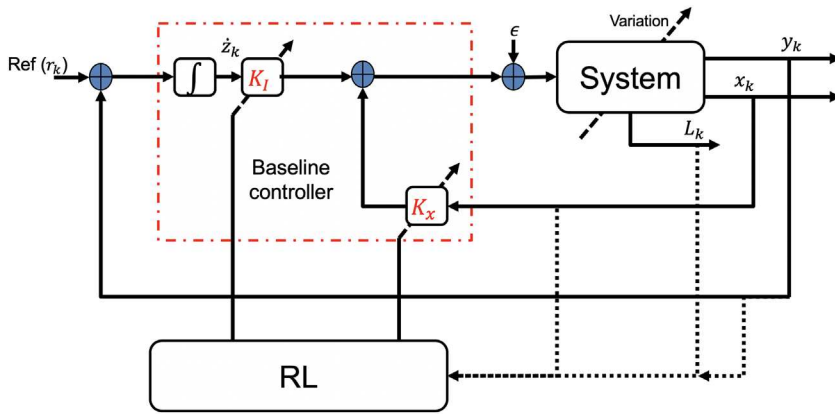 Variation
Ref (r_k)
ż_k
ϵ
y_k
∫
K_I
System
x_k
L_k
Baseline
controller
K_x
RL